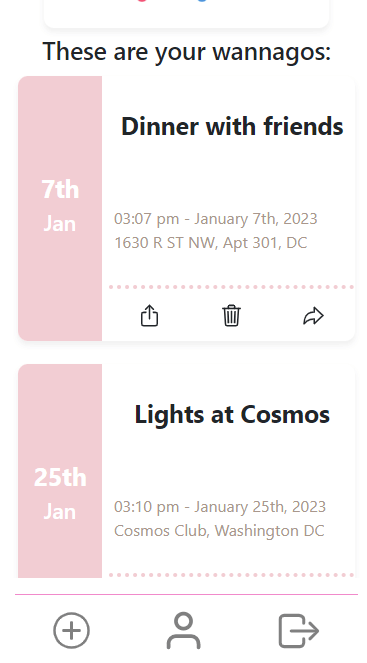 These are your wannagos:
7th
Jan
Dinner with friends
03:07 pm - January 7th, 2023
1630 R ST NW, Apt 301, DC
25th
Jan
Lights at Cosmos
03:10 pm - January 25th, 2023
Cosmos Club, Washington DC